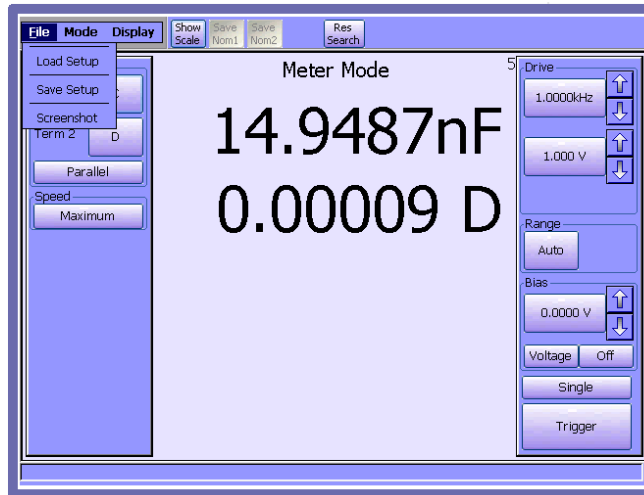 File Mode Display
Show Scale
Save Nom1
Save Nom2
Res Search
Load Setup
Save Setup
Screenshot
Term 2
D
Parallel
Speed
Maximum
Meter Mode
5
14.9487nF
0.00009 D
Drive
1.0000kHz
1.000 V
Range
Auto
Bias
0.0000 V
Voltage Off
Single
Trigger